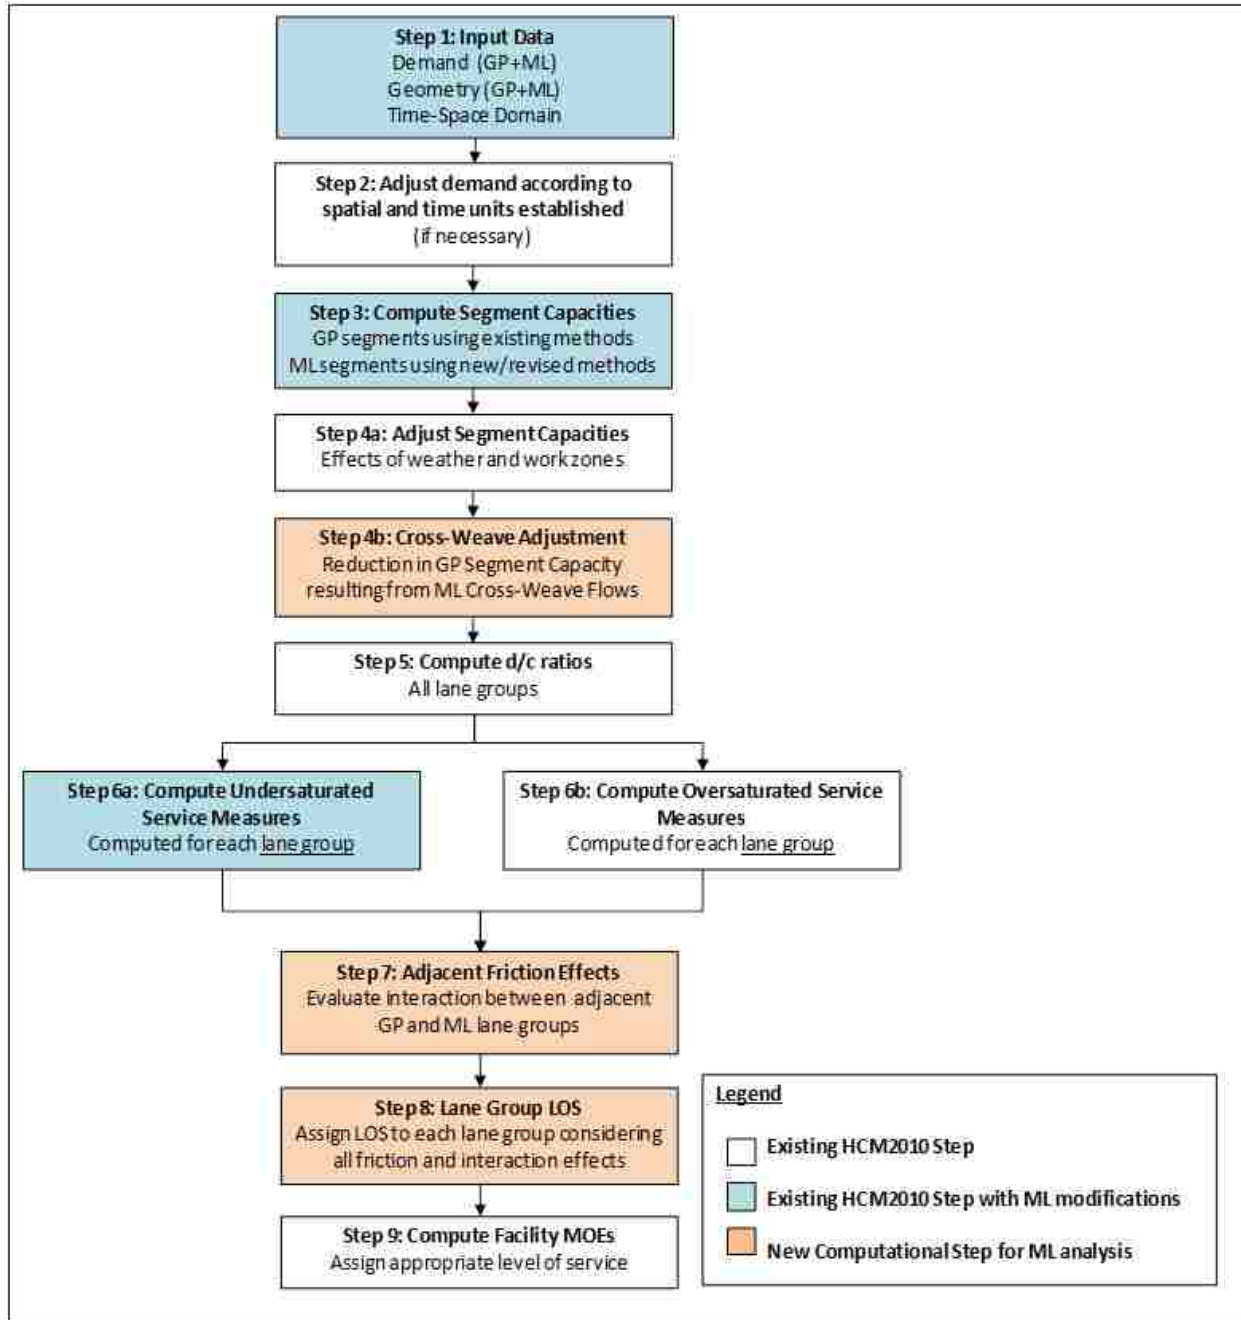 Step 1: Input Data
Demand (GP+ML)
Geometry (GP+ML)
Time-Space Domain
Step 2: Adjust demand according to
spatial and time units established
(if necessary)
Step 3: Compute Segment Capacities
GP segments using existing methods
ML segments using new/revised methods
Step 4a: Adjust Segment Capacities
Effects of weather and work zones
Step 4b: Cross-Weave Adjustment
Reduction in GP Segment Capacity
resulting from ML Cross-Weave Flows
Step 5: Compute d/c ratios
All lane groups
Step 6a: Compute Undersaturated
Service Measures
Computed for each lane group
Step 6b: Compute Oversaturated Service
Measures
Computed for each lane group
Step 7: Adjacent Friction Effects
Evaluate interaction between adjacent
GP and ML lane groups
Step 8: Lane Group LOS
Assign LOS to each lane group considering
all friction and interaction effects
Step 9: Compute Facility MOEs
Assign appropriate level of service
Legend
Existing HCM2010 Step
Existing HCM2010 Step with ML modifications
New Computational Step for ML analysis